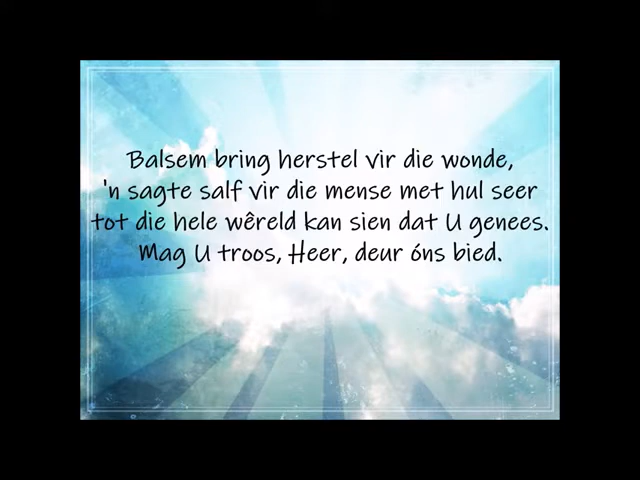 Balsem bring herstel vir die wonde,
'n sagte salf vir die mense met hul seer
tot die hele wêreld kan sien dat U genees.
Mag U troos, Heer, deur óns bied.